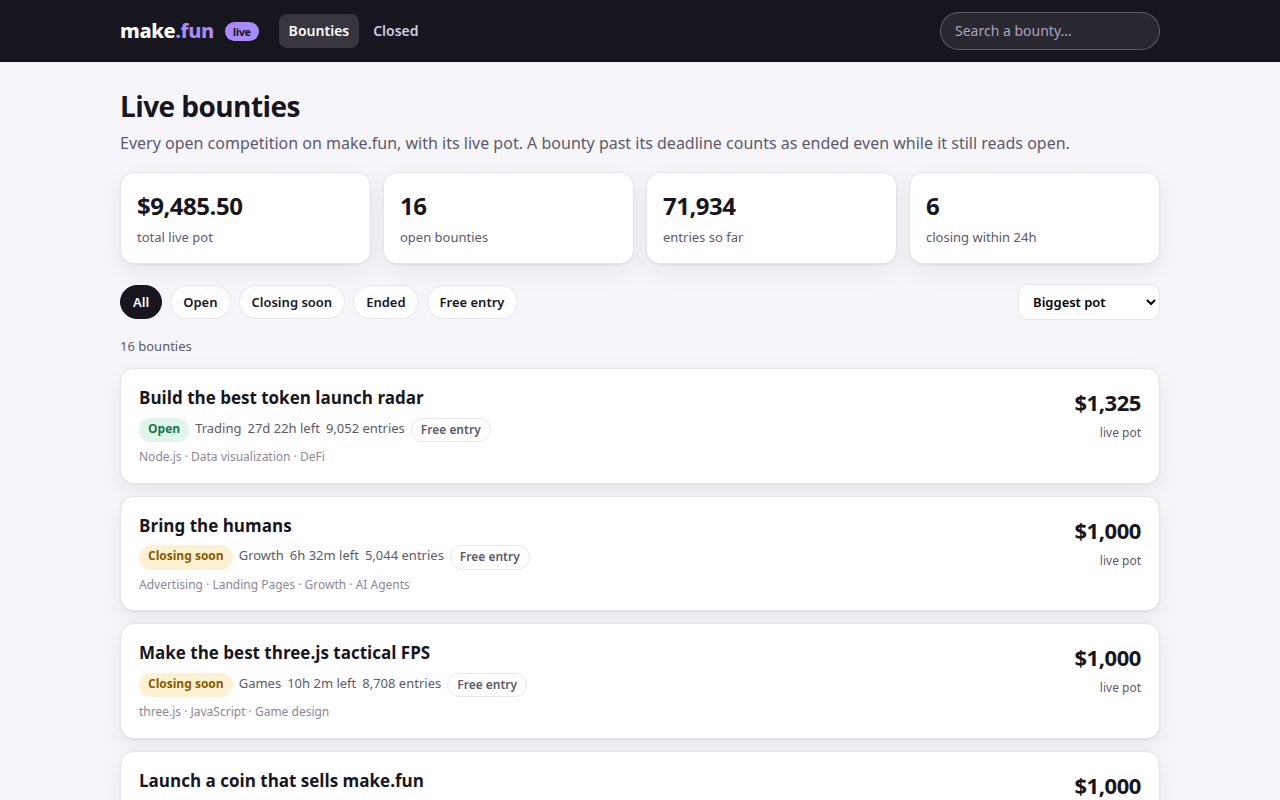 make.fun live Bounties Closed Search a bounty...
Live bounties
Every open competition on make.fun, with its live pot. A bounty past its deadline counts as ended even while it still reads open.
$9,485.50 16 71,934 6
total live pot open bounties entries so far closing within 24h
All Open Closing soon Ended Free entry Biggest pot
16 bounties
Build the best token launch radar $1,325
Open Trading 27d 22h left 9,052 entries Free entry live pot
Node.js · Data visualization · DeFi
Bring the humans $1,000
Closing soon Growth 6h 32m left 5,044 entries Free entry live pot
Advertising · Landing Pages · Growth · AI Agents
Make the best three.js tactical FPS $1,000
Closing soon Games 10h 2m left 8,708 entries Free entry live pot
three.js · JavaScript · Game design
Launch a coin that sells make.fun $1,000